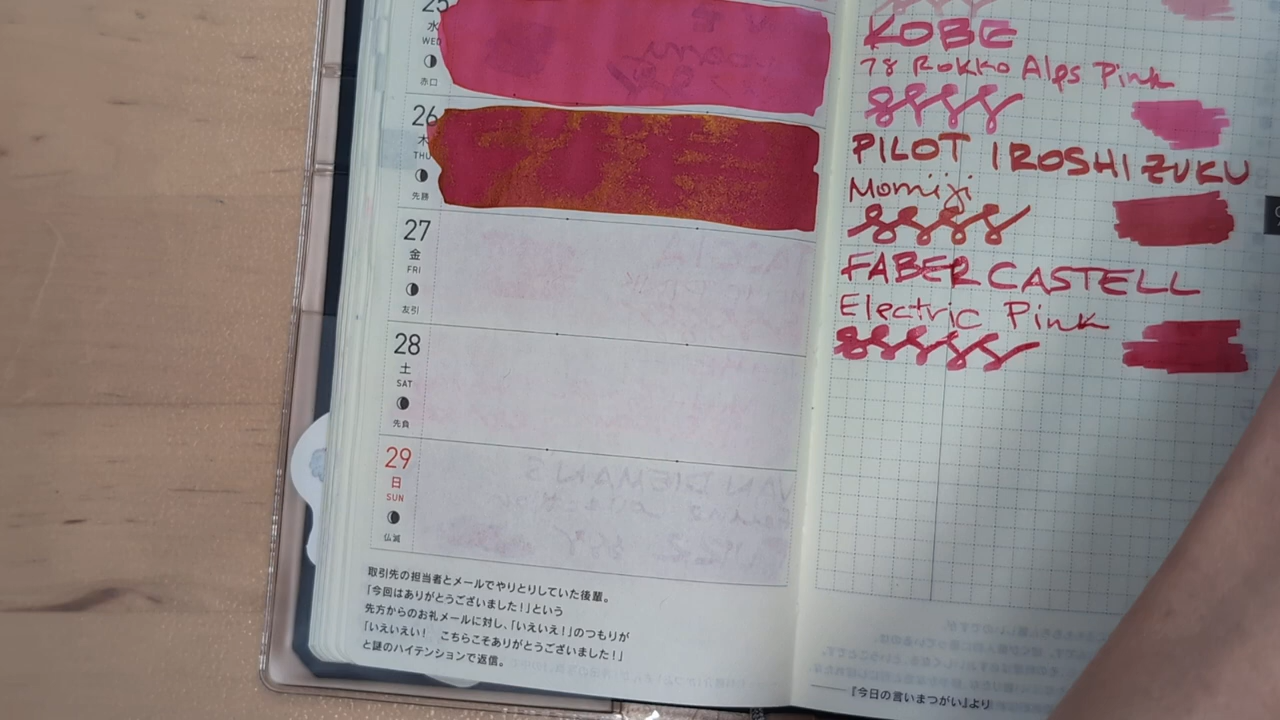 25
水
WED
赤口
26
木
THU
先勝
27
金
FRI
友引
28
土
SAT
先負
29
日
SUN
仏滅
取引先の担当者とメールでやりとりしていた後輩。
「今回はありがとうございました!」という
先方からのお礼メールに対し、「いえいえ!」のつもりが
「いえいえい! こちらこそありがとうございました!」
と謎のハイテンションで返信。
KOBE
78 Rokko Alps Pink
PILOT IROSHIZUKU
Momiji
FABER CASTELL
Electric Pink
『今日の言いまつがい』より